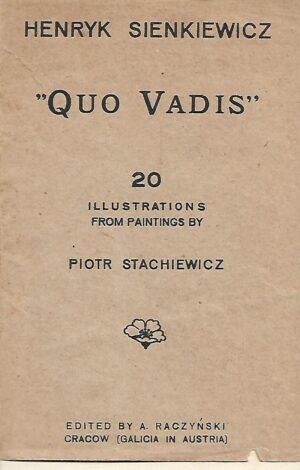 HENRYK SIENKIEWICZ
"QUO VADIS"
20
ILLUSTRATIONS
FROM PAINTINGS BY
PIOTR STACHIEWICZ
EDITED BY A. RACZYŃSKI
CRACOW (GALICIA IN AUSTRIA)